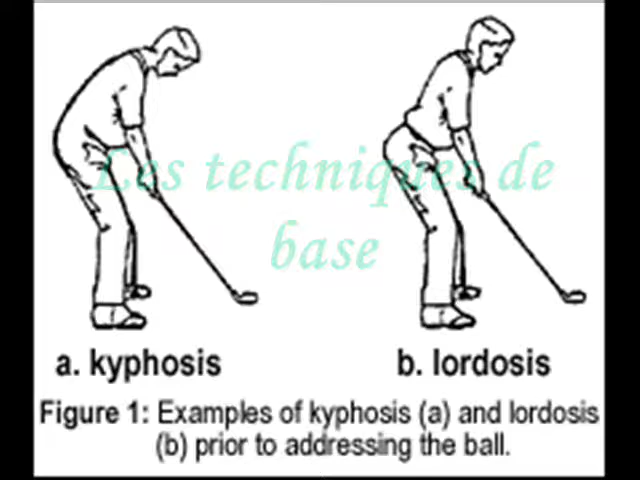 Les techniques de
base
a. kyphosis
b. lordosis
Figure 1: Examples of kyphosis (a) and lordosis
(b) prior to addressing the ball.